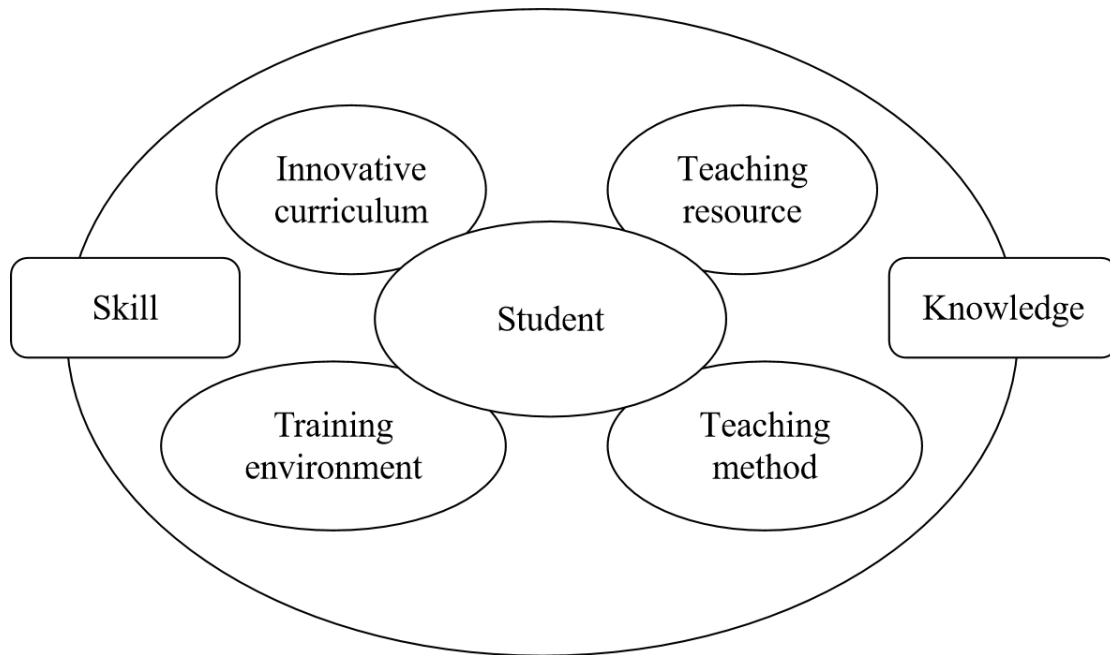 Innovative
curriculum
Teaching
resource
Skill
Student
Knowledge
Training
environment
Teaching
method